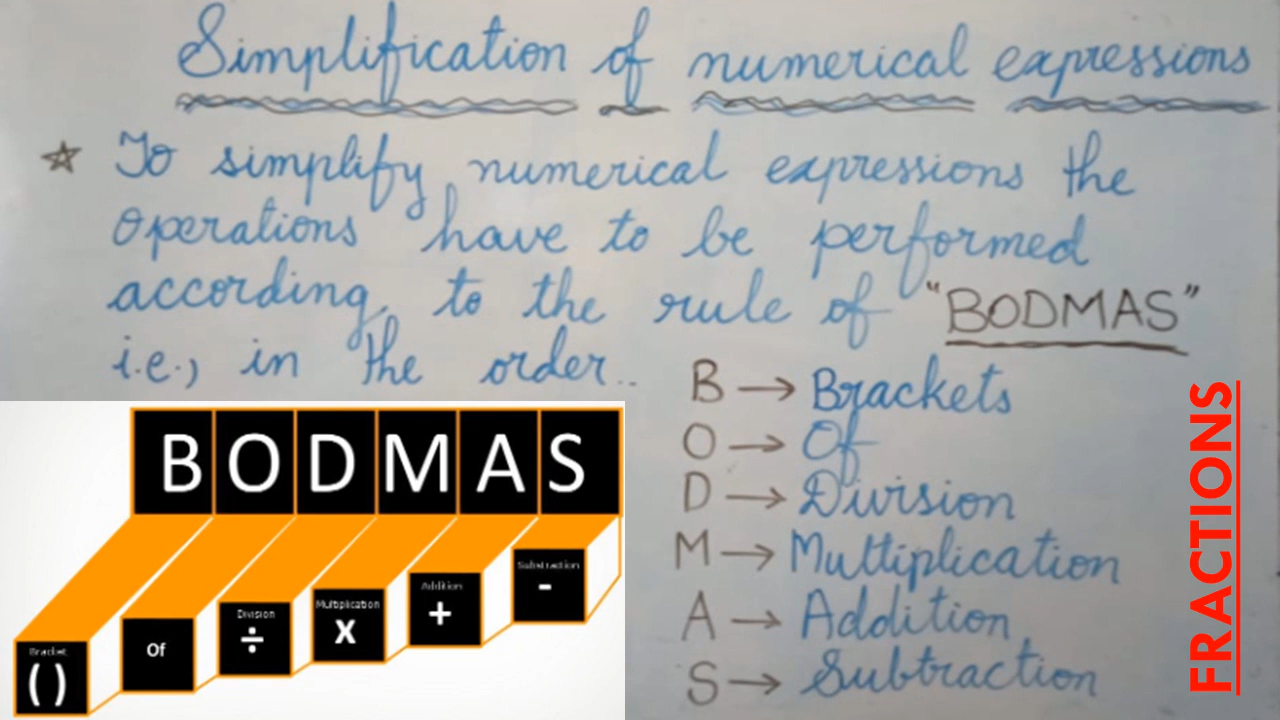 Simplification of numerical expressions
☆ To simplify numerical expressions the
operations have to be performed
according to the rule of "BODMAS"
i.e., in the order..
B → Brackets
O → Of
D → Division
M → Multiplication
A → Addition
S → Subtraction
BODMAS
Bracket
( )
Of
Division
÷
Multiplication
x
Addition
+
Substraction
-
FRACTIONS